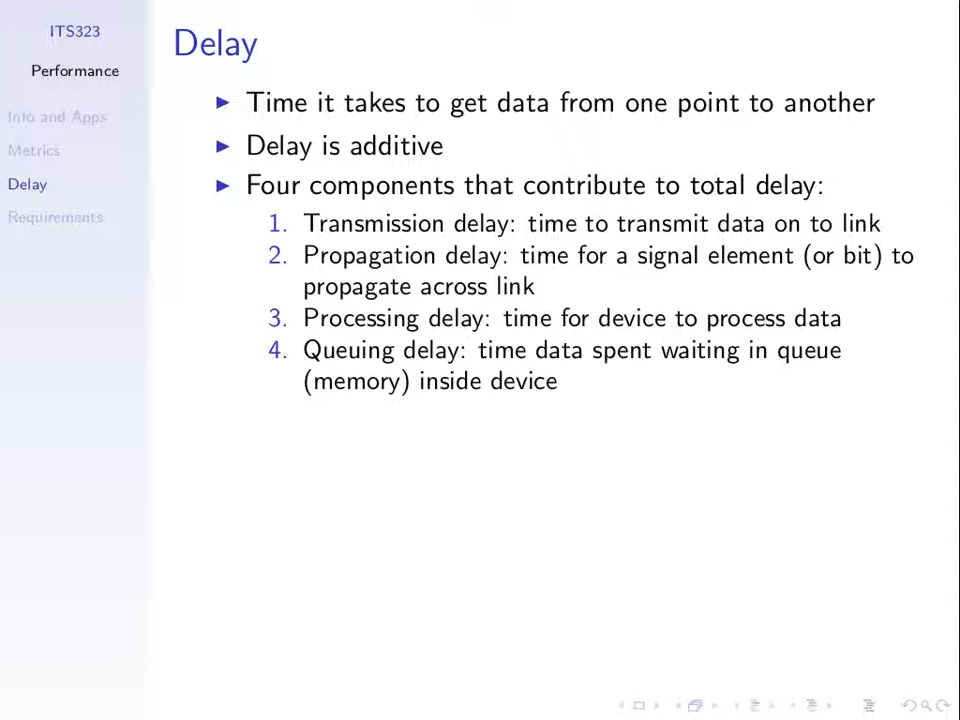 ITS323
Performance
Info and Apps
Metrics
Delay
Requirements
Delay
Time it takes to get data from one point to another
Delay is additive
Four components that contribute to total delay:
1. Transmission delay: time to transmit data on to link
2. Propagation delay: time for a signal element (or bit) to
propagate across link
3. Processing delay: time for device to process data
4. Queuing delay: time data spent waiting in queue
(memory) inside device